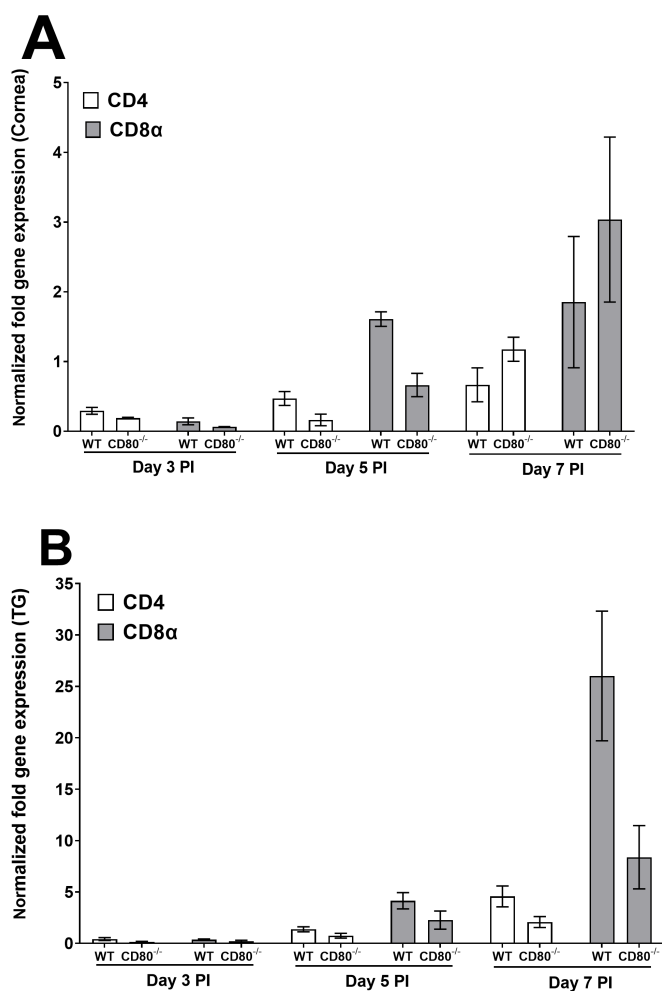 A
Normalized fold gene expression (Cornea)
5
4
3
2
1
0
CD4
CD8α
WT CD80-/- WT CD80-/- WT CD80-/- WT CD80-/- WT CD80-/- WT CD80-/-
Day 3 PI Day 5 PI Day 7 PI
B
Normalized fold gene expression (TG)
35
30
25
20
15
10
5
0
CD4
CD8α
WT CD80-/- WT CD80-/- WT CD80-/- WT CD80-/- WT CD80-/- WT CD80-/-
Day 3 PI Day 5 PI Day 7 PI